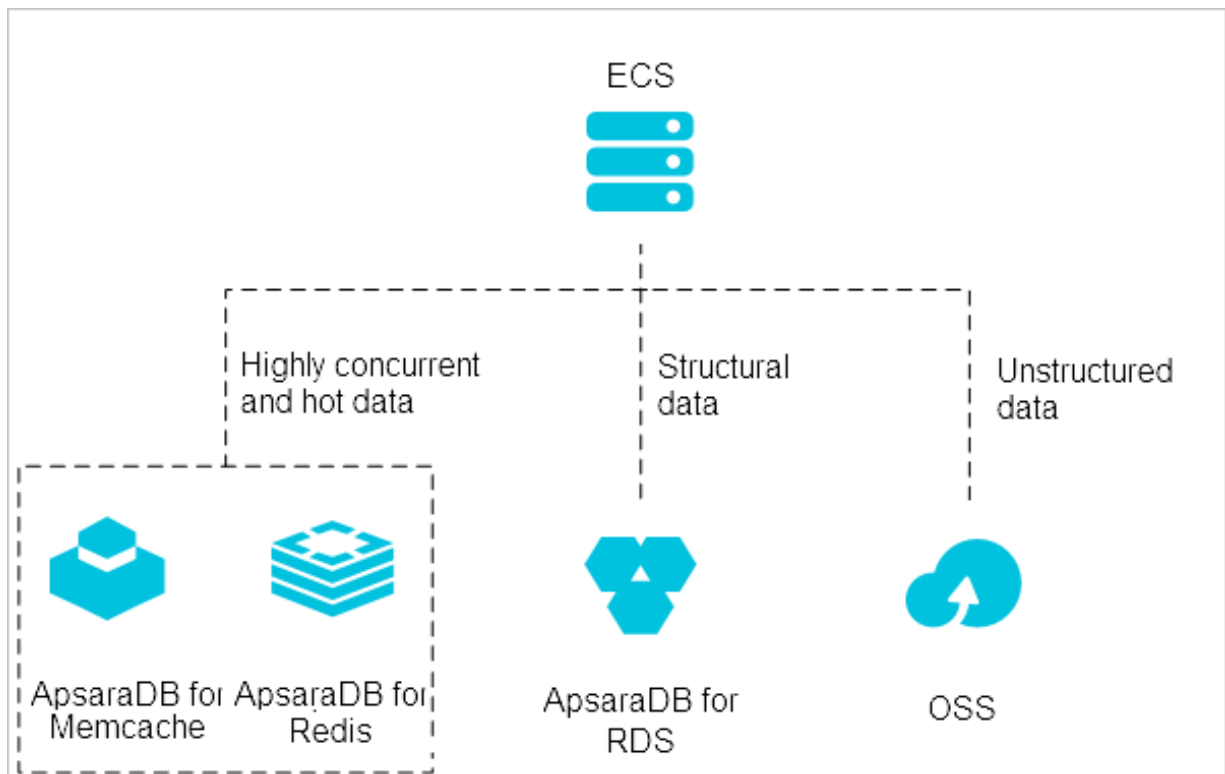 ECS
Highly concurrent
and hot data
Structural
data
Unstructured
data
ApsaraDB for
Memcache
ApsaraDB for
Redis
ApsaraDB for
RDS
OSS